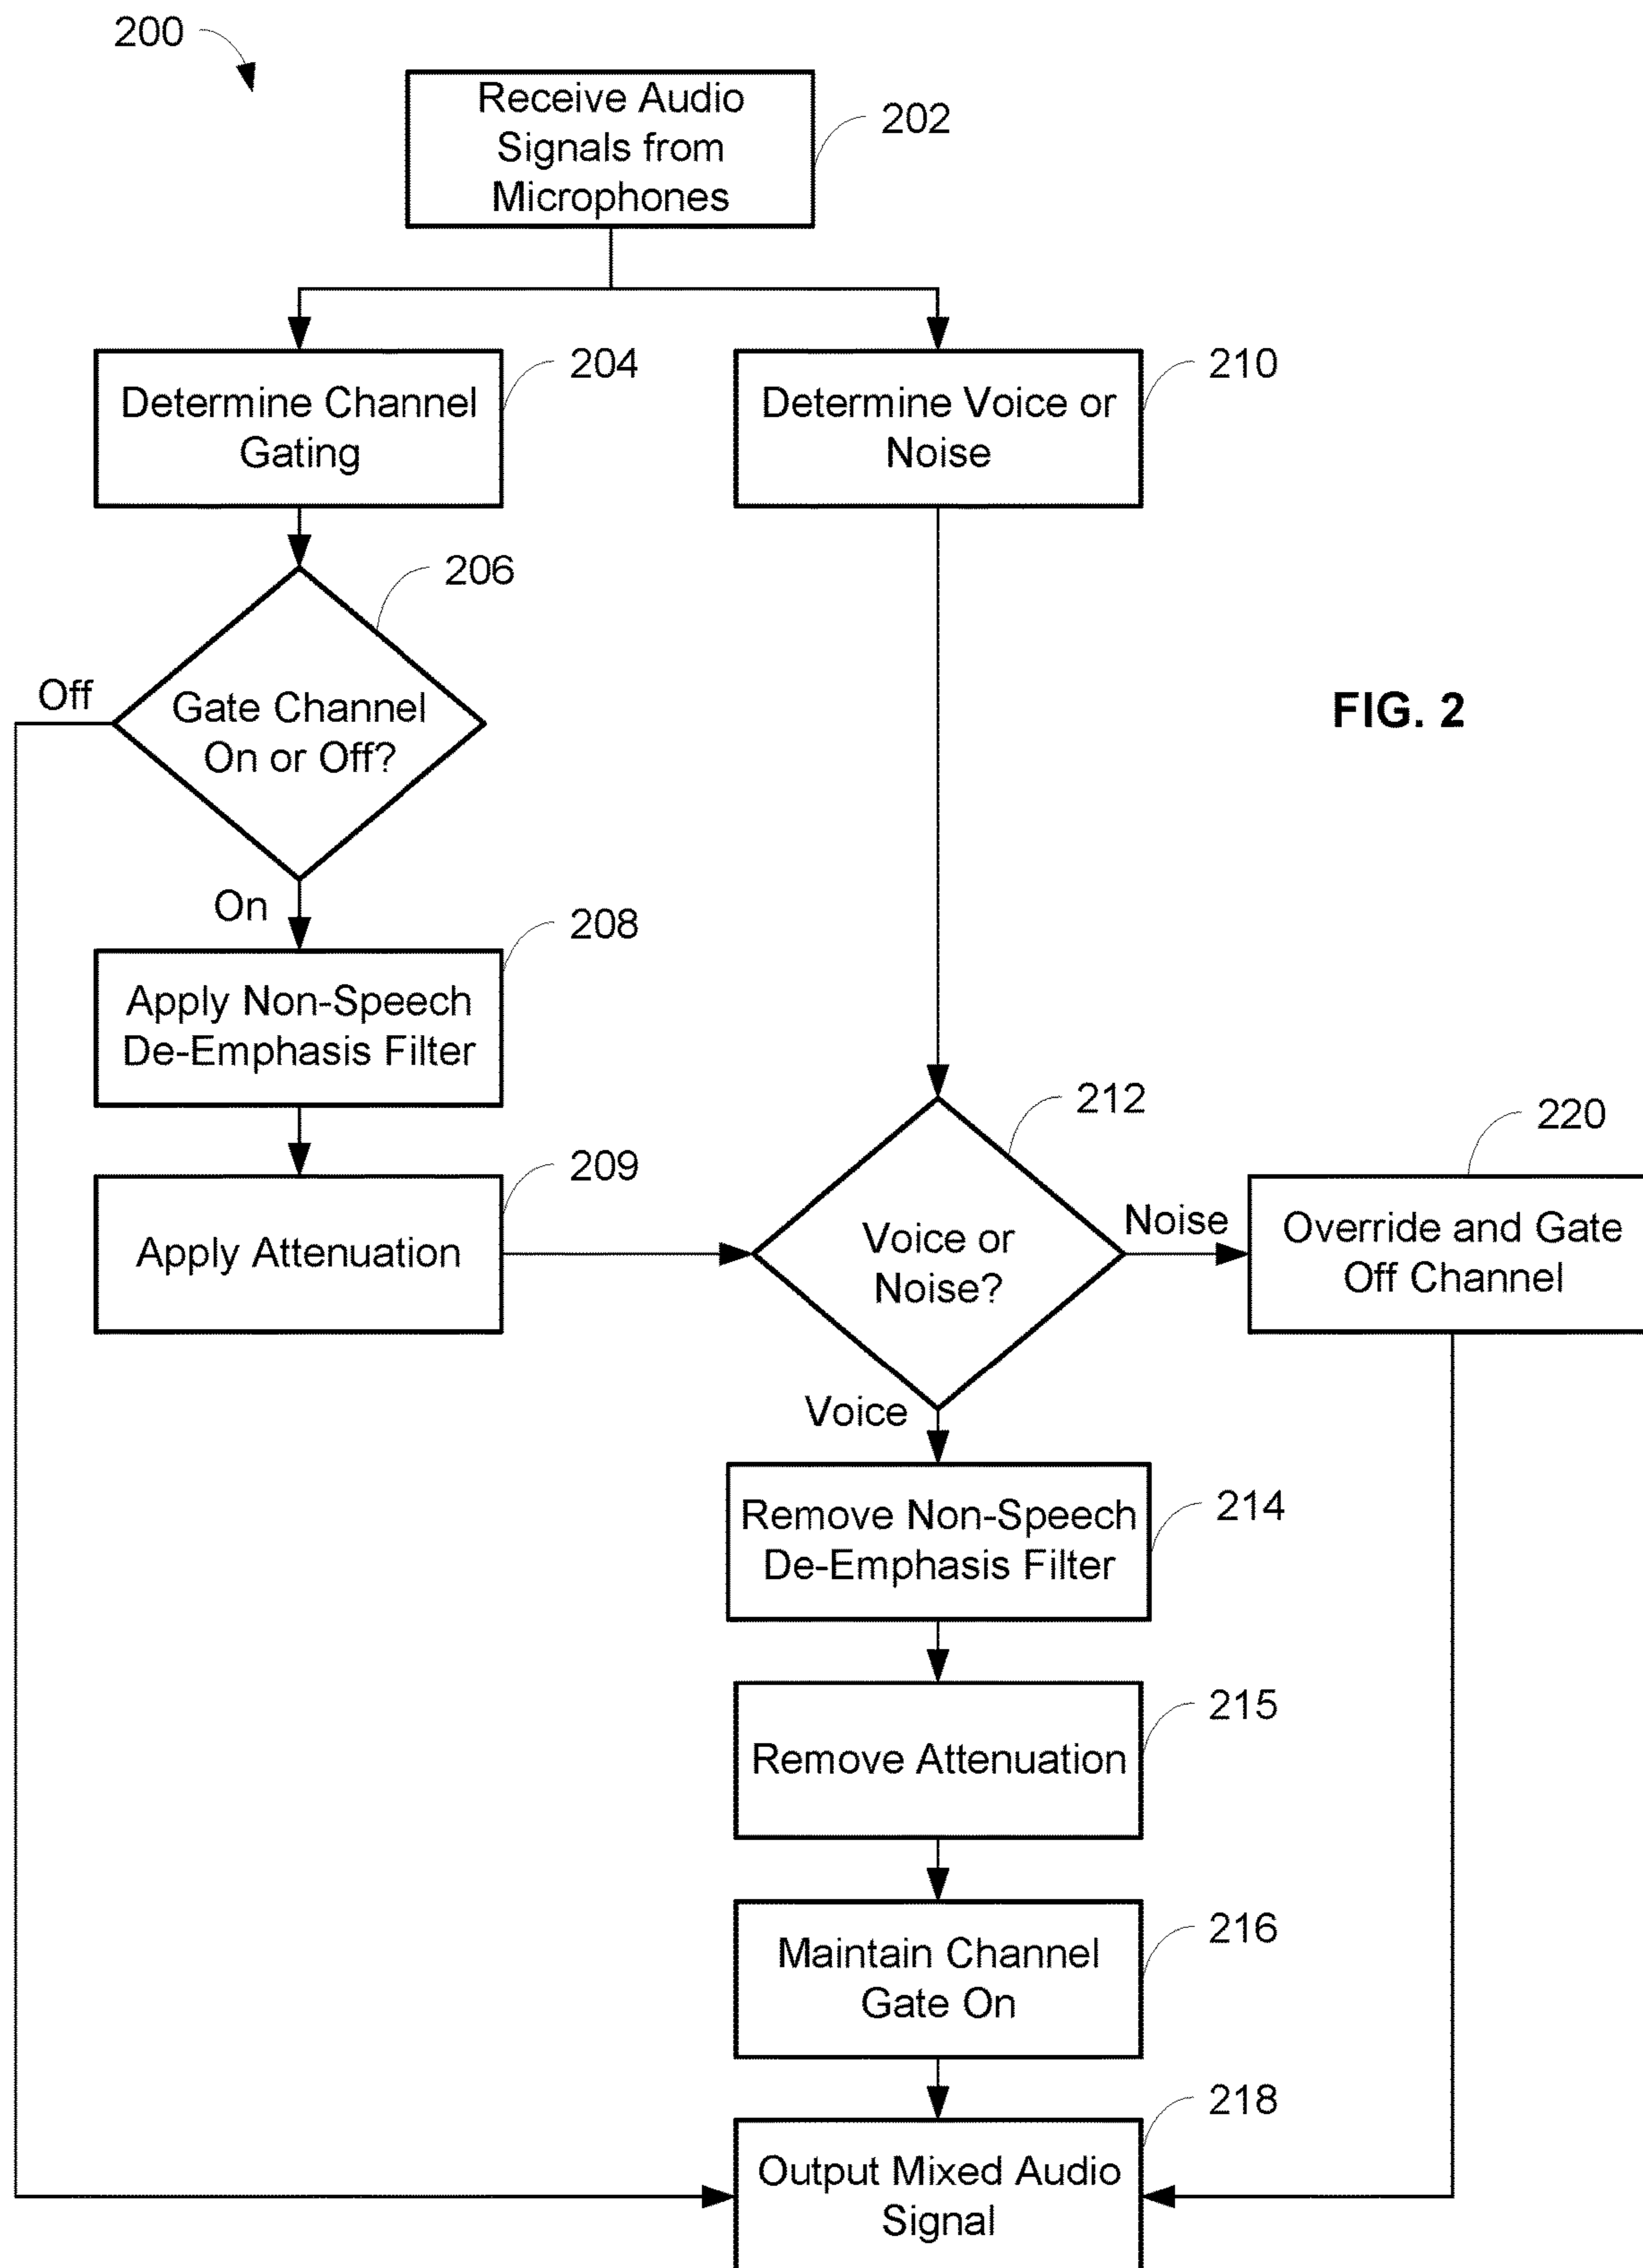 200
Receive Audio
Signals from
Microphones
202
Determine Channel
Gating
204
Determine Voice or
Noise
210
206
Off
Gate Channel
On or Off?
FIG. 2
On
208
Apply Non-Speech
De-Emphasis Filter
212
220
209
Apply Attenuation
Voice or
Noise?
Noise
Override and Gate
Off Channel
Voice
Remove Non-Speech
De-Emphasis Filter
214
215
Remove Attenuation
216
Maintain Channel
Gate On
218
Output Mixed Audio
Signal